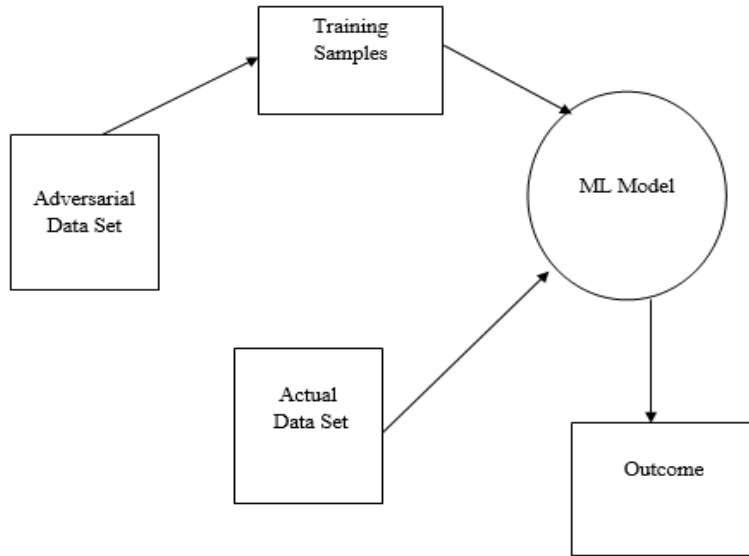 Training
Samples
Adversarial
Data Set
ML Model
Actual
Data Set
Outcome